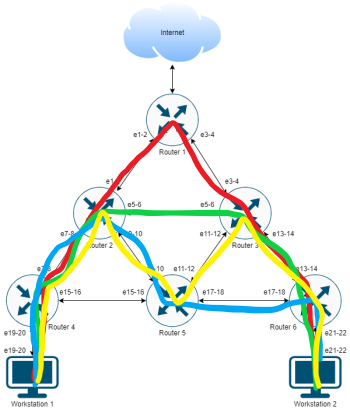 Internet
e1-2
e3-4
Router 1
e1
e3-4
e5-6
e5-6
e7-8
Router 2
-10
e11-12
Router 3
e13-14
-8
10
e11-12
e13-14
e15-16
e15-16
e17-18
e17-18
e19-20
Router 4
Router 5
Router 6
e21-22
e19-20
e21-22
Workstation 1
Workstation 2